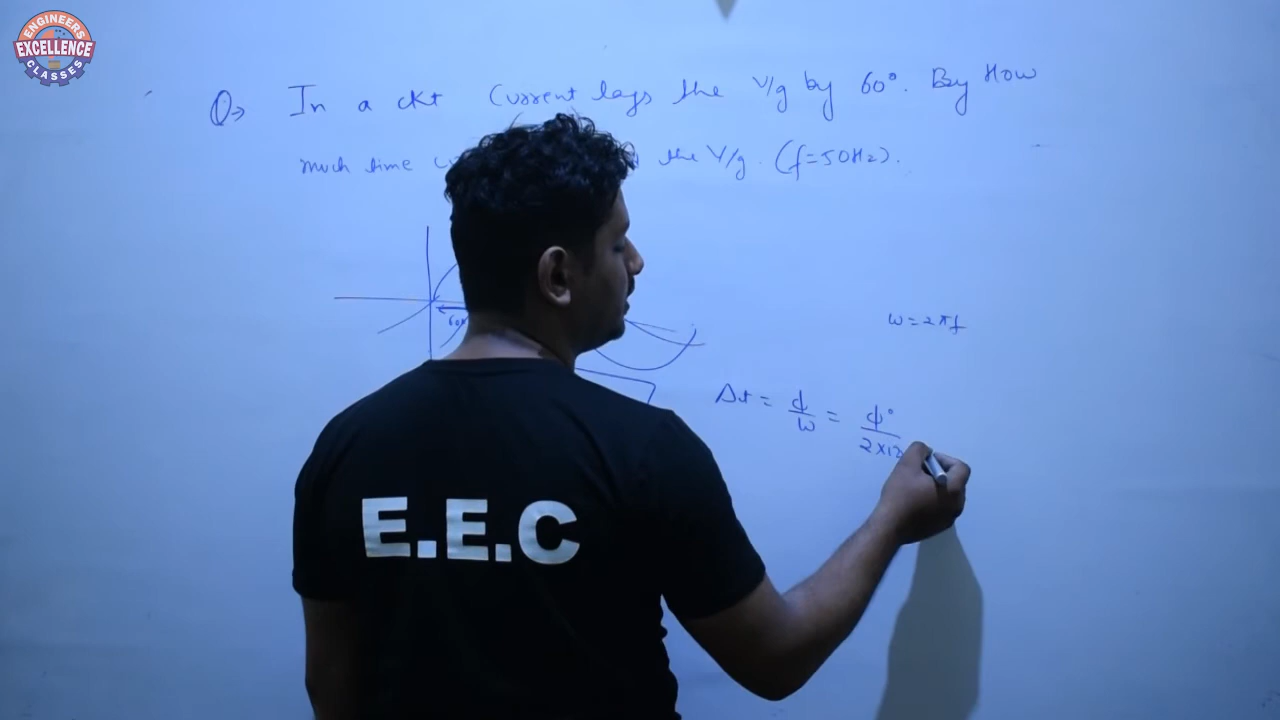 ENGINEERS
EXCELLENCE
CLASSES
Q→ In a ckt Current lags the V/g by 60°. By How
much time the V/g. (f=50Hz).
60°
ω=2πf
Δt = ϕ/ω = ϕ°/2×18
E.E.C